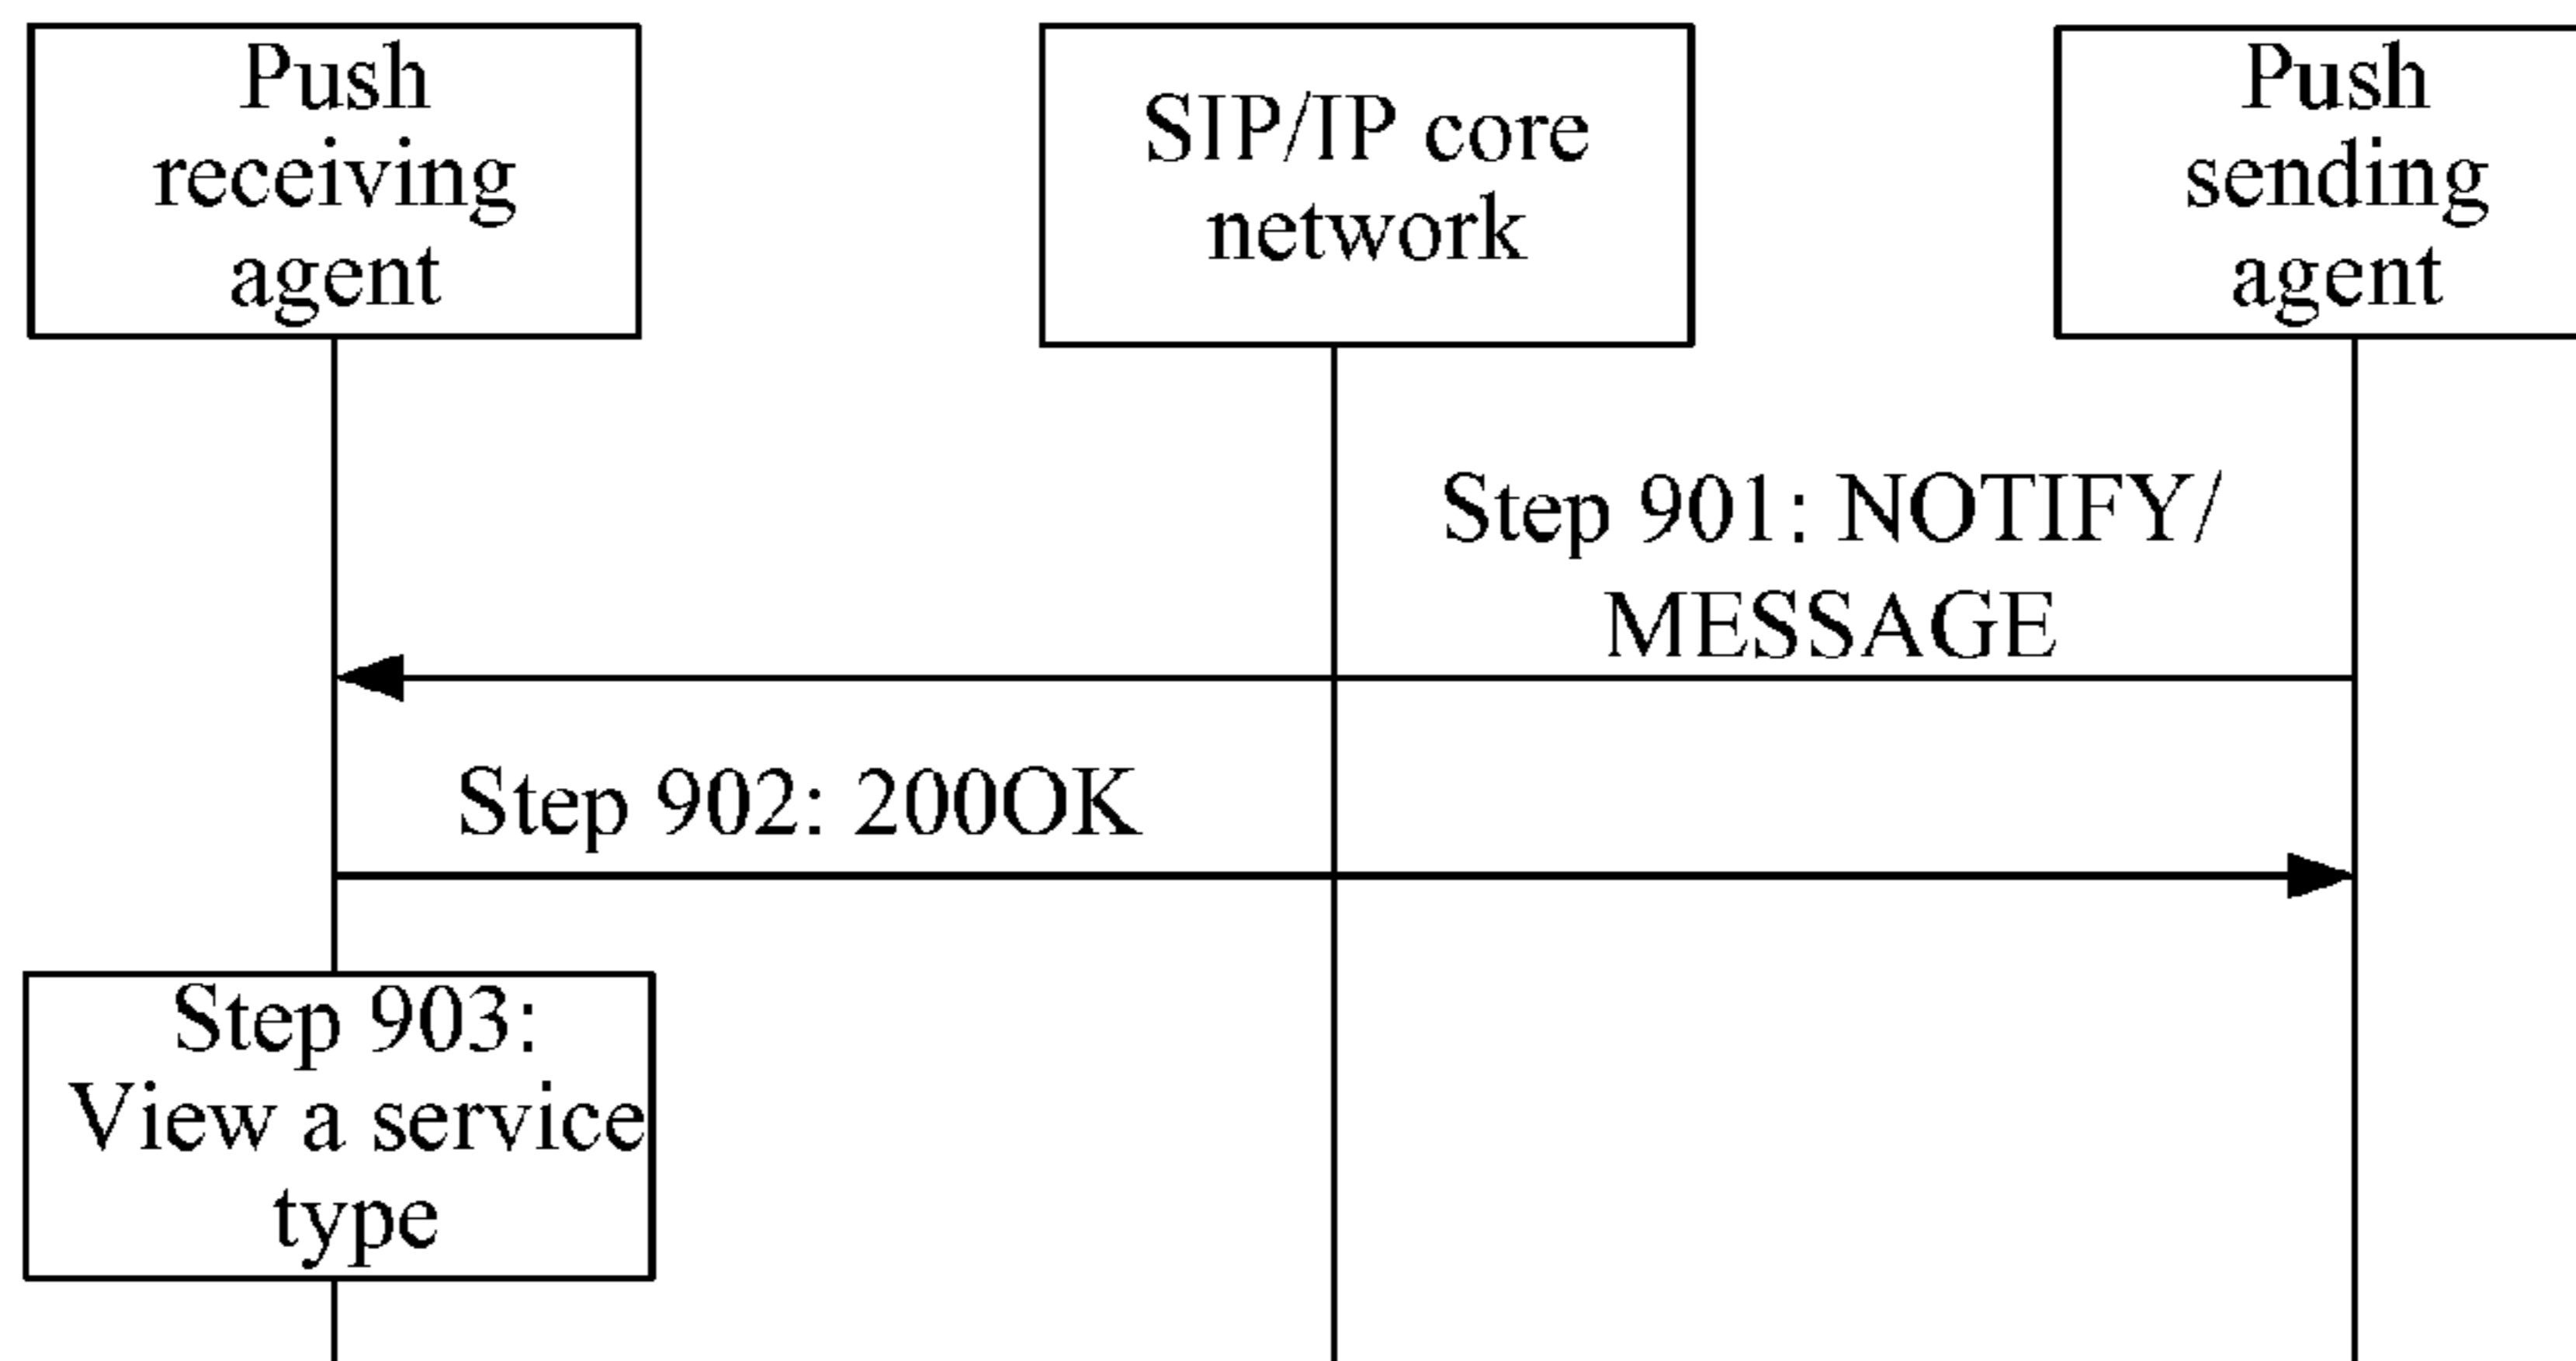 Push
receiving
agent
SIP/IP core
network
Push
sending
agent
Step 901: NOTIFY/
MESSAGE
Step 902: 200OK
Step 903:
View a service
type